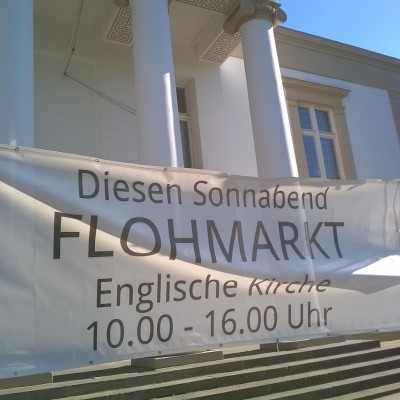 Diesen Sonnabend
FLOHMARKT
Englische Kirche
10.00 - 16.00 Uhr